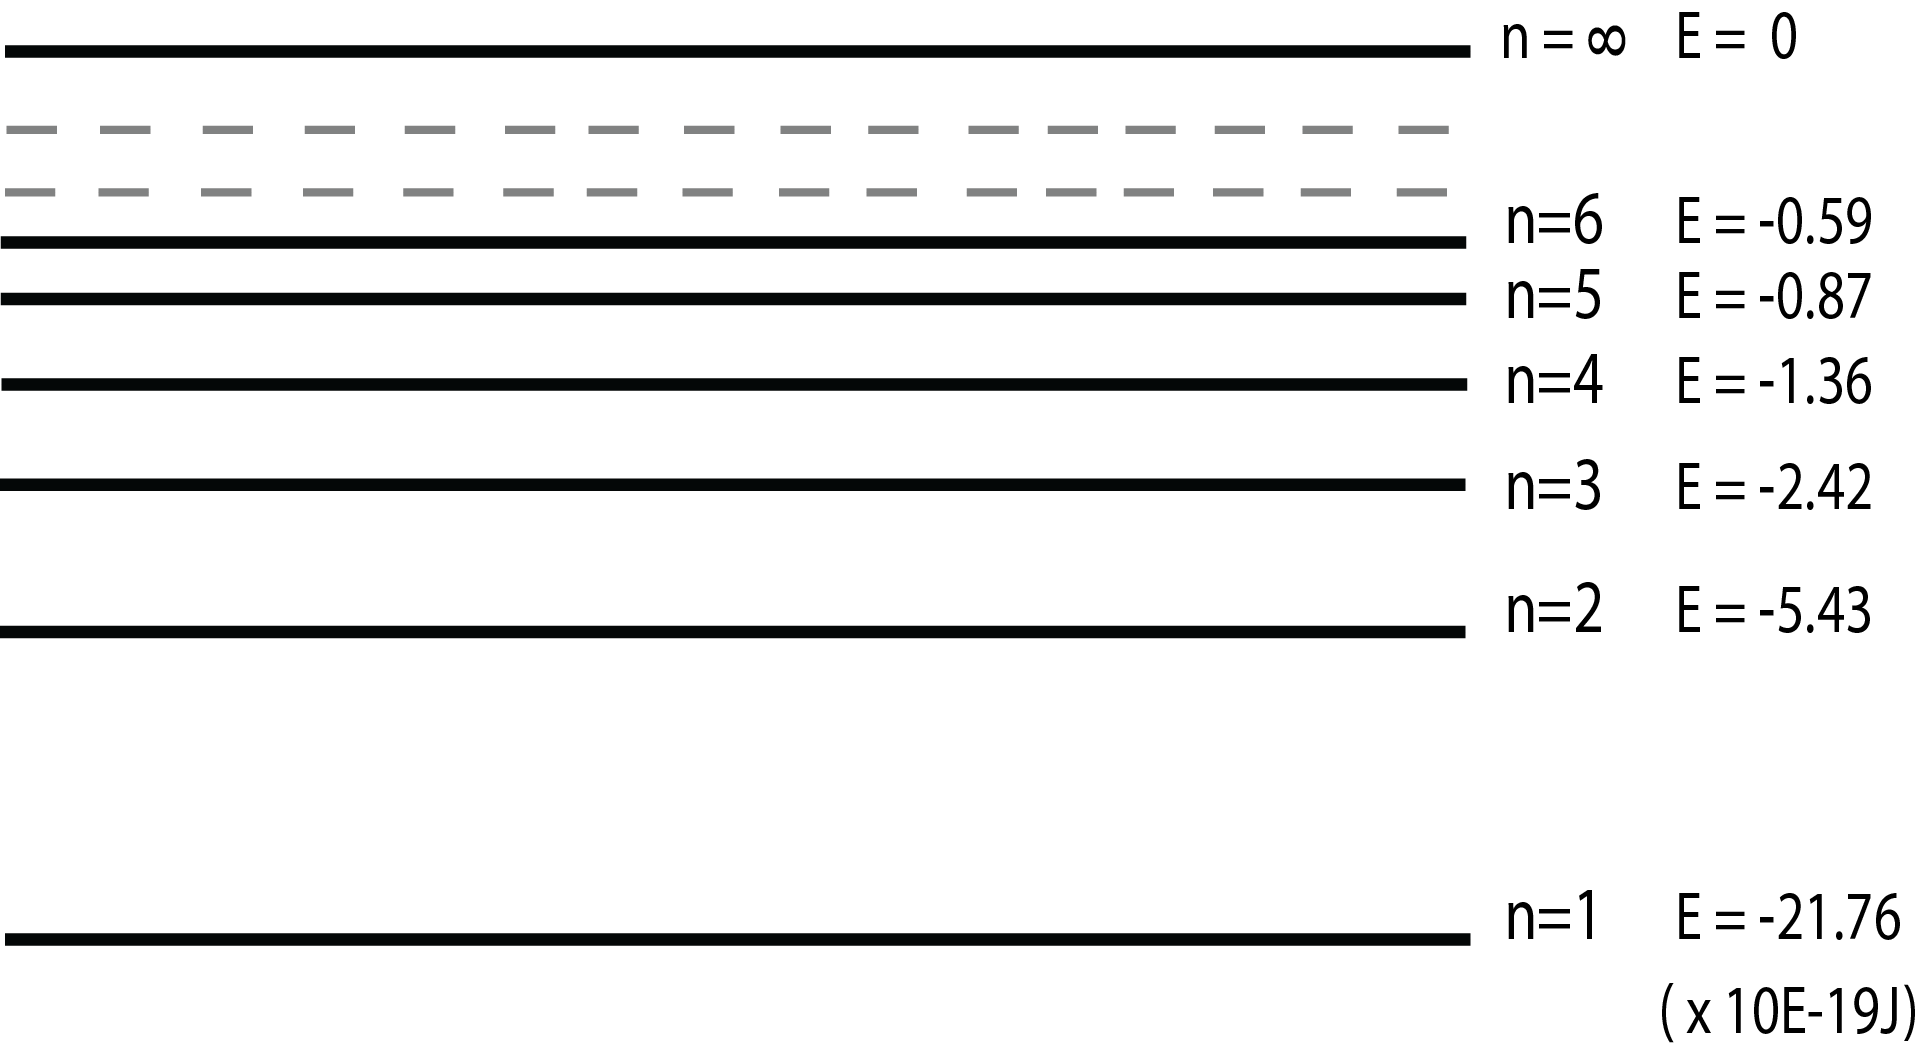 n = ∞ E = 0
n=6 E = -0.59
n=5 E = -0.87
n=4 E = -1.36
n=3 E = -2.42
n=2 E = -5.43
n=1 E = -21.76
( x 10E-19J)